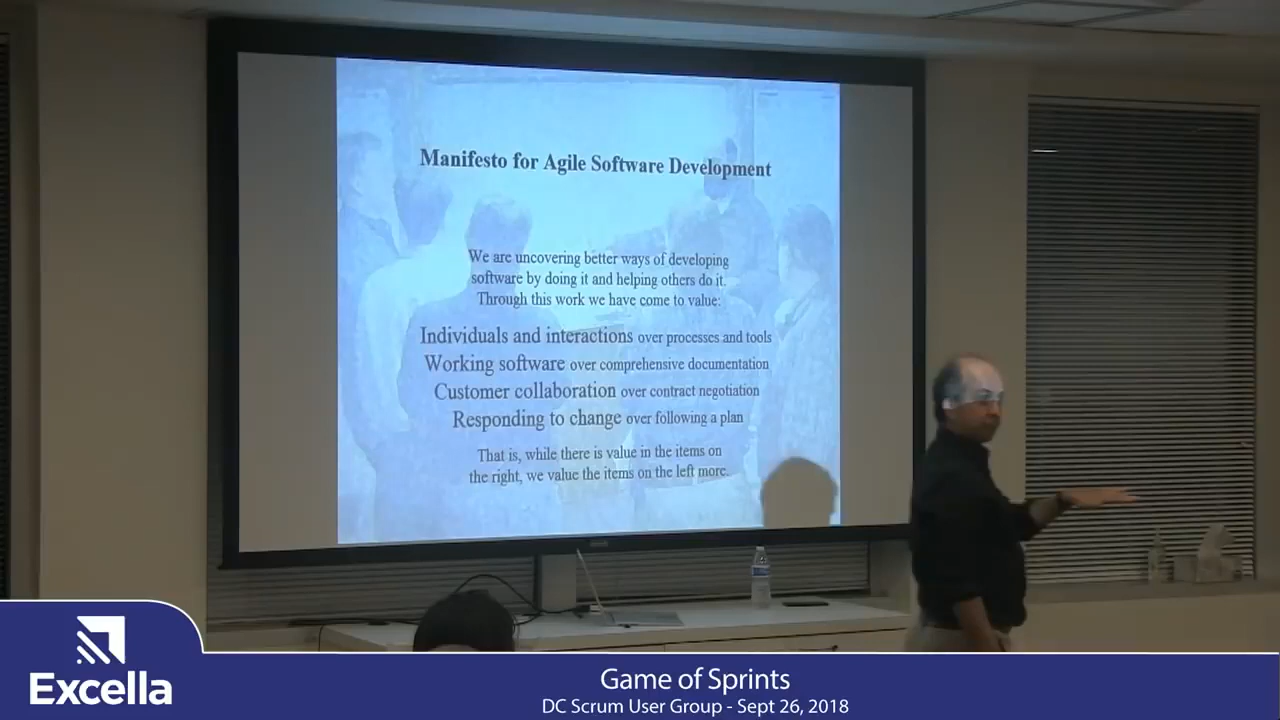 Manifesto for Agile Software Development
We are uncovering better ways of developing
software by doing it and helping others do it.
Through this work we have come to value:
Individuals and interactions over processes and tools
Working software over comprehensive documentation
Customer collaboration over contract negotiation
Responding to change over following a plan
That is, while there is value in the items on
the right, we value the items on the left more.
Excella
Game of Sprints
DC Scrum User Group - Sept 26, 2018